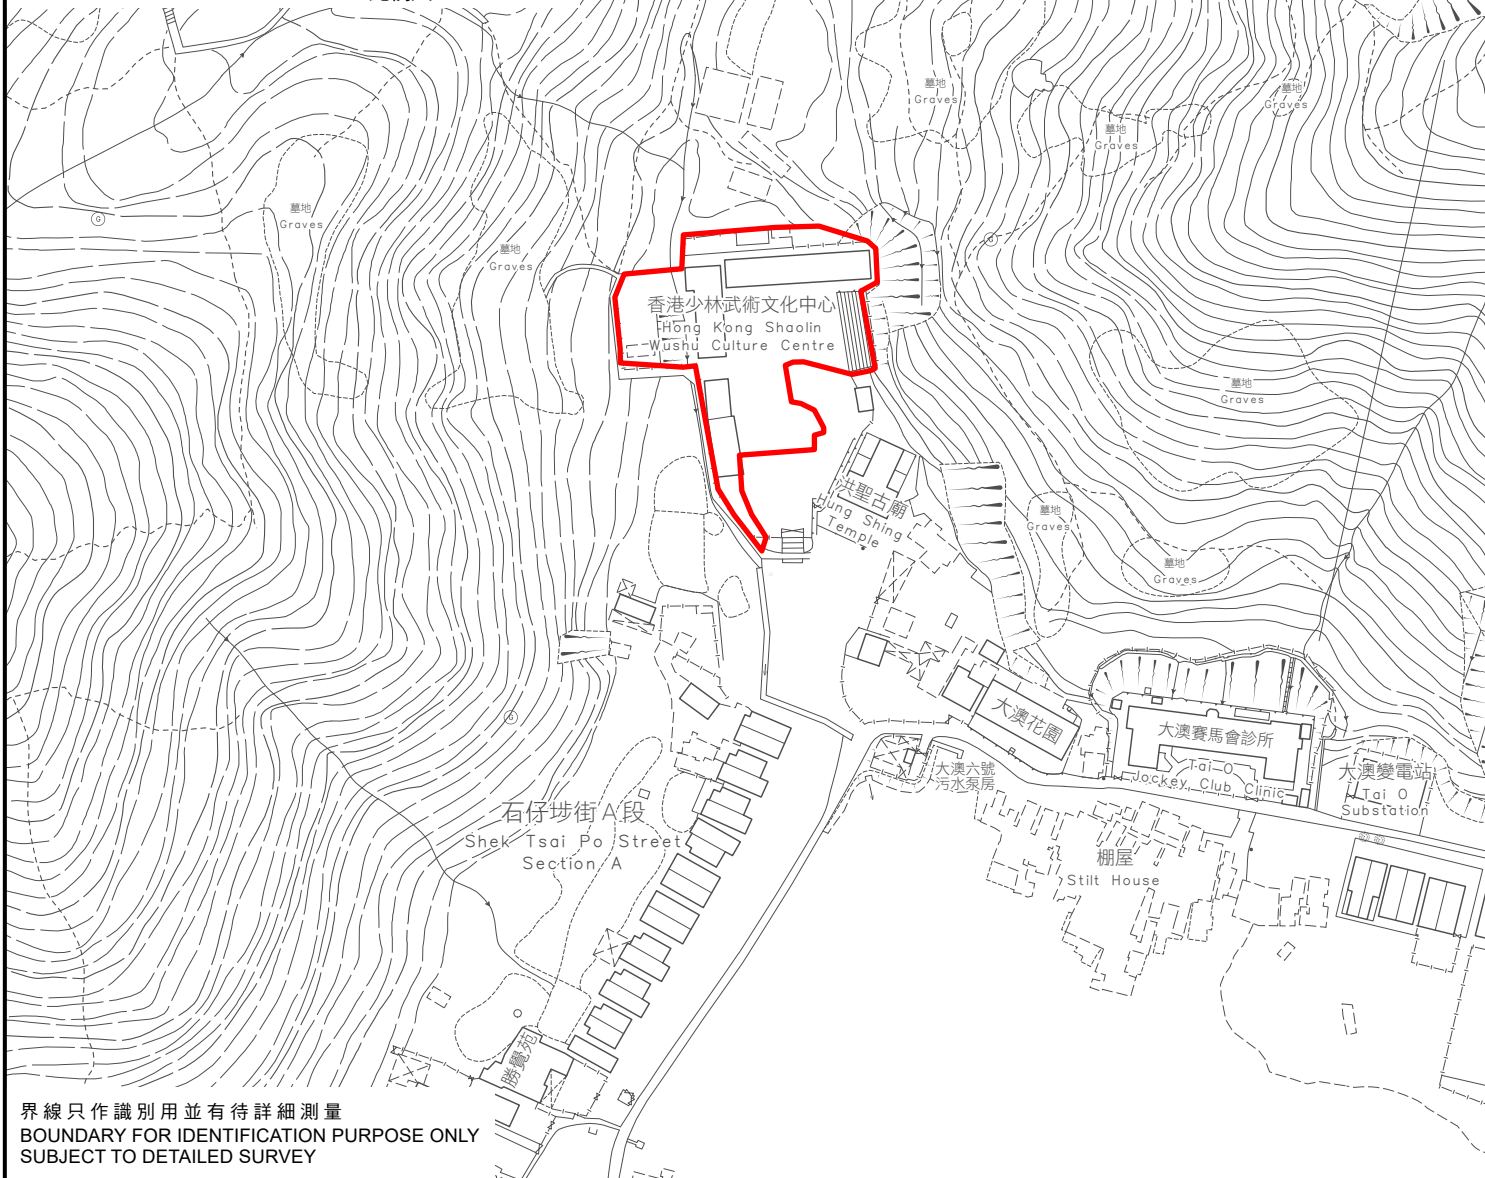 墓地
Graves
墓地
Graves
墓地
Graves
墓地
Graves
墓地
Graves
G
G
香港少林武術文化中心
Hong Kong Shaolin
Wushu Culture Centre
墓地
Graves
洪聖古廟
Hung Shing
Temple
墓地
Graves
墓地
Graves
G
大澳花園
大澳賽馬會診所
Tai O
Jockey Club Clinic
大澳六號
污水泵房
大澳變電站
Tai O
Substation
石仔埗街A段
Shek Tsai Po Street
Section A
棚屋
Stilt House
勝覺苑
界線只作識別用並有待詳細測量
BOUNDARY FOR IDENTIFICATION PURPOSE ONLY
SUBJECT TO DETAILED SURVEY